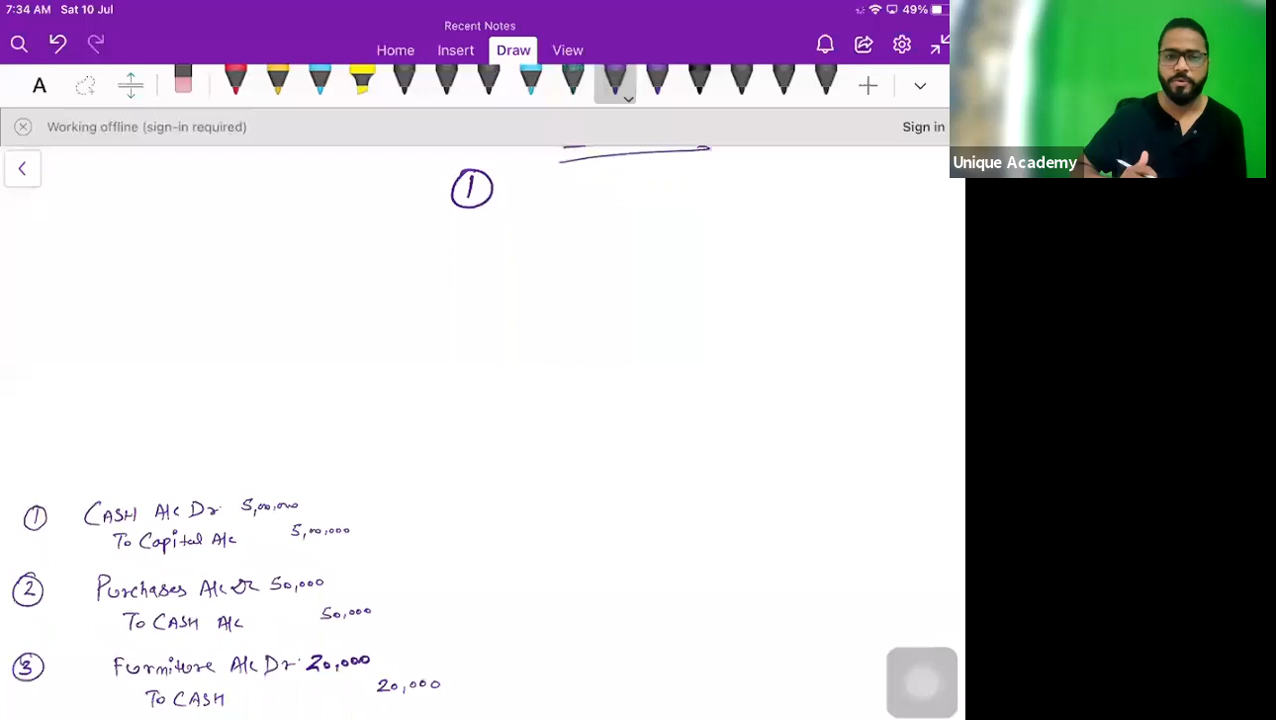 7:34 AM Sat 10 Jul
49%
Recent Notes
Home Insert Draw View
A
Working offline (sign-in required)
Sign in
Unique Academy
1
1 CASH A/c Dr. 5,00,000
To Capital A/c 5,00,000
2 Purchases A/c Dr 50,000
To CASH A/c 50,000
3 Furniture A/c Dr. 20,000
To CASH 20,000